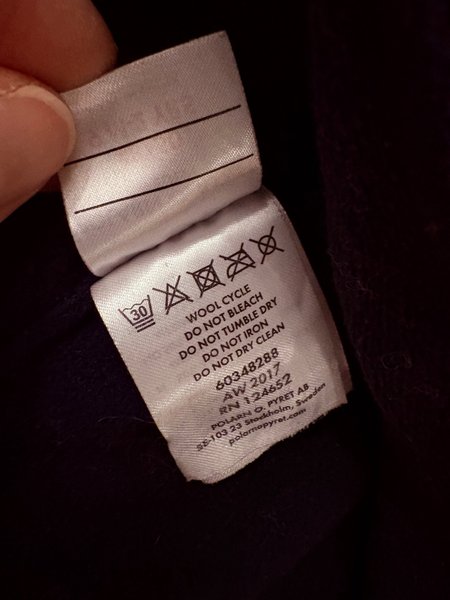 30
WOOL CYCLE
DO NOT BLEACH
DO NOT TUMBLE DRY
DO NOT IRON
DO NOT DRY CLEAN
60348288
AW 2017
RN 124652
POLARN O. PYRET AB
SE-103 23 Stockholm, Sweden
polarnopyret.com